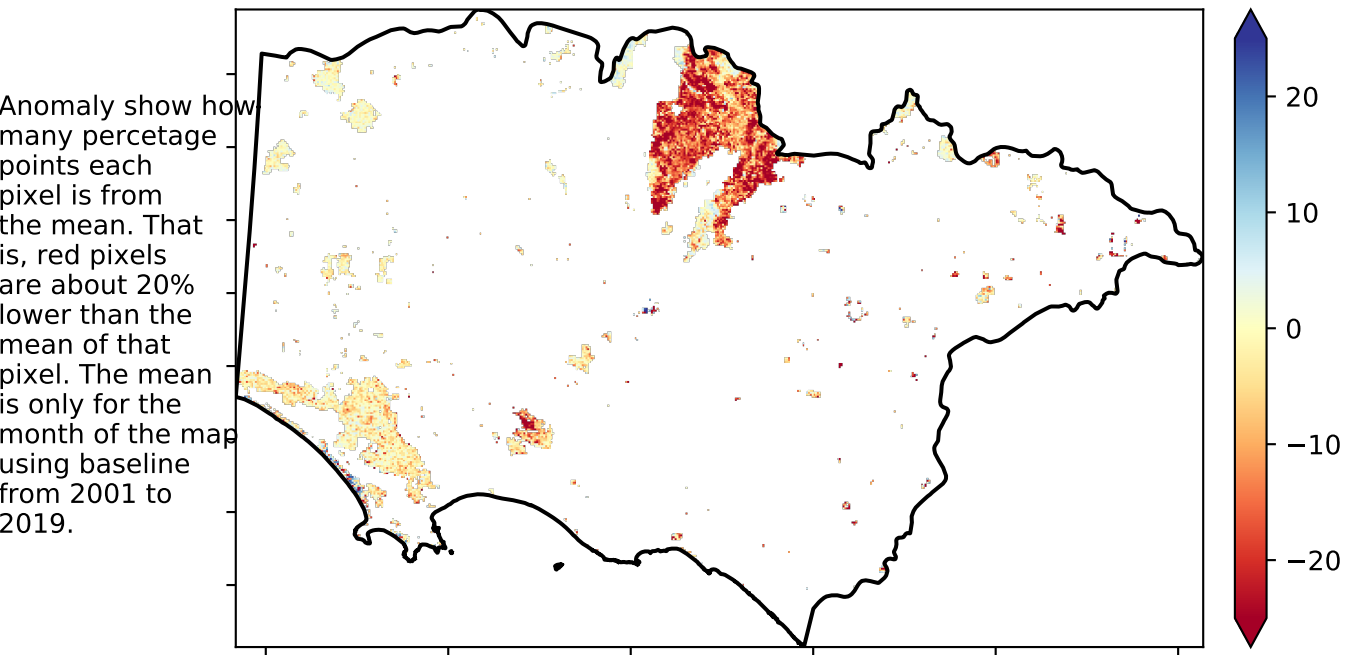 Anomaly show how
many percetage
points each
pixel is from
the mean. That
is, red pixels
are about 20%
lower than the
mean of that
pixel. The mean
is only for the
month of the map
using baseline
from 2001 to
2019.
20
10
0
−10
−20